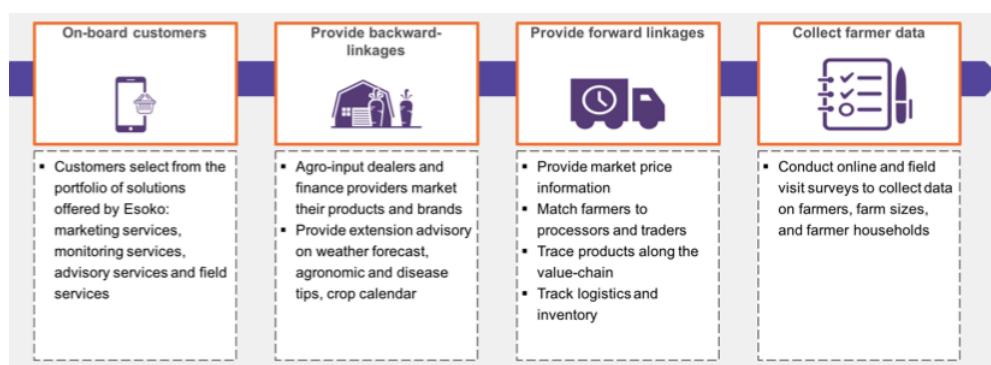 On-board customers
▪ Customers select from the
portfolio of solutions
offered by Esoko:
marketing services,
monitoring services,
advisory services and field
services
Provide backward-
linkages
▪ Agro-input dealers and
finance providers market
their products and brands
▪ Provide extension advisory
on weather forecast,
agronomic and disease
tips, crop calendar
Provide forward linkages
▪ Provide market price
information
▪ Match farmers to
processors and traders
▪ Trace products along the
value-chain
▪ Track logistics and
inventory
Collect farmer data
▪ Conduct online and field
visit surveys to collect data
on farmers, farm sizes,
and farmer households